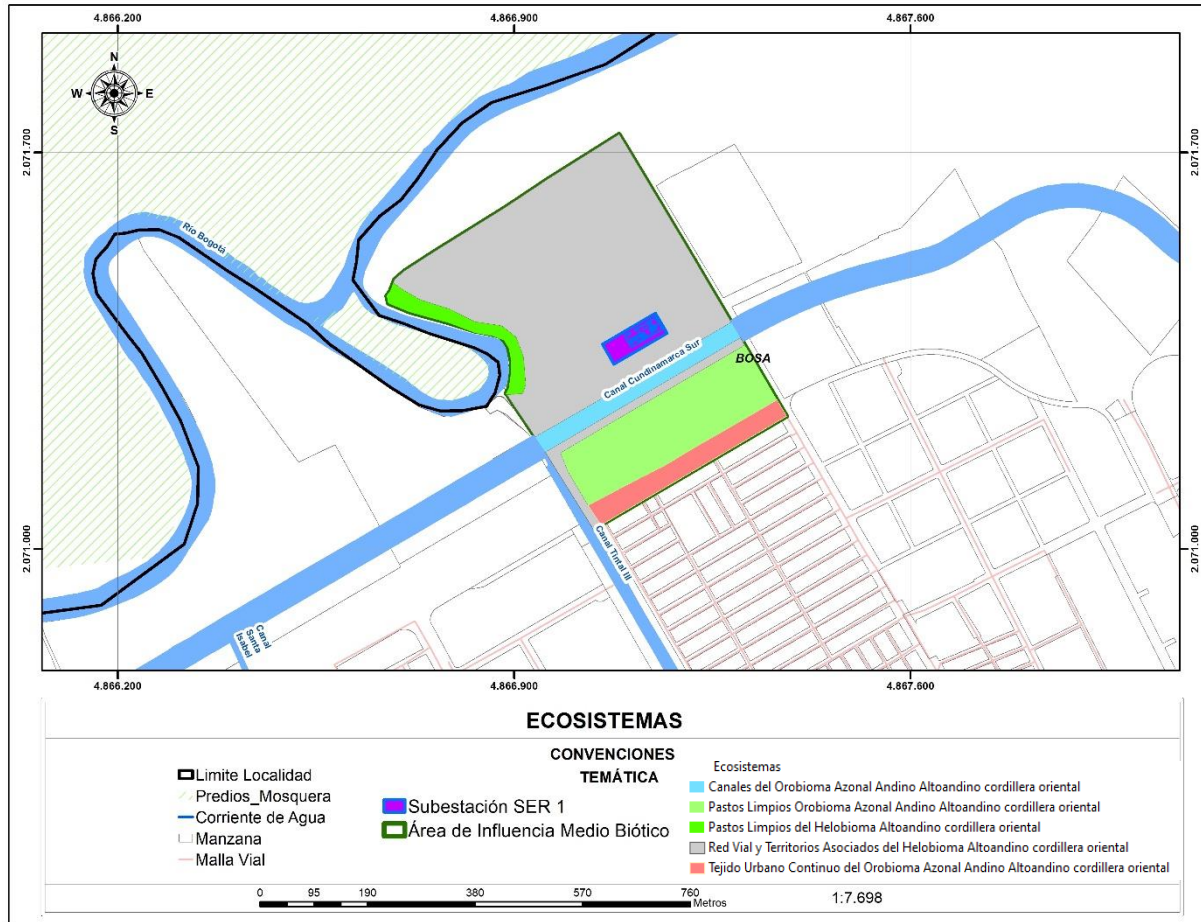 4.866.200
4.866.900
4.867.600
N
W
E
S
2.071.700
2.071.700
Río Bogotá
Canal Cundinamarca Sur
BOSA
2.071.000
2.071.000
Canal Tintal III
Canal
Santa
Isabel
4.866.200
4.866.900
4.867.600
ECOSISTEMAS
CONVENCIONES
TEMÁTICA
Limite Localidad
Predios_Mosquera
Corriente de Agua
Manzana
Malla Vial
Subestación SER 1
Área de Influencia Medio Biótico
Ecosistemas
Canales del Orobioma Azonal Andino Altoandino cordillera oriental
Pastos Limpios Orobioma Azonal Andino Altoandino cordillera oriental
Pastos Limpios del Helobioma Altoandino cordillera oriental
Red Vial y Territorios Asociados del Helobioma Altoandino cordillera oriental
Tejido Urbano Continuo del Orobioma Azonal Andino Altoandino cordillera oriental
0 95 190 380 570 760
Metros
1:7.698